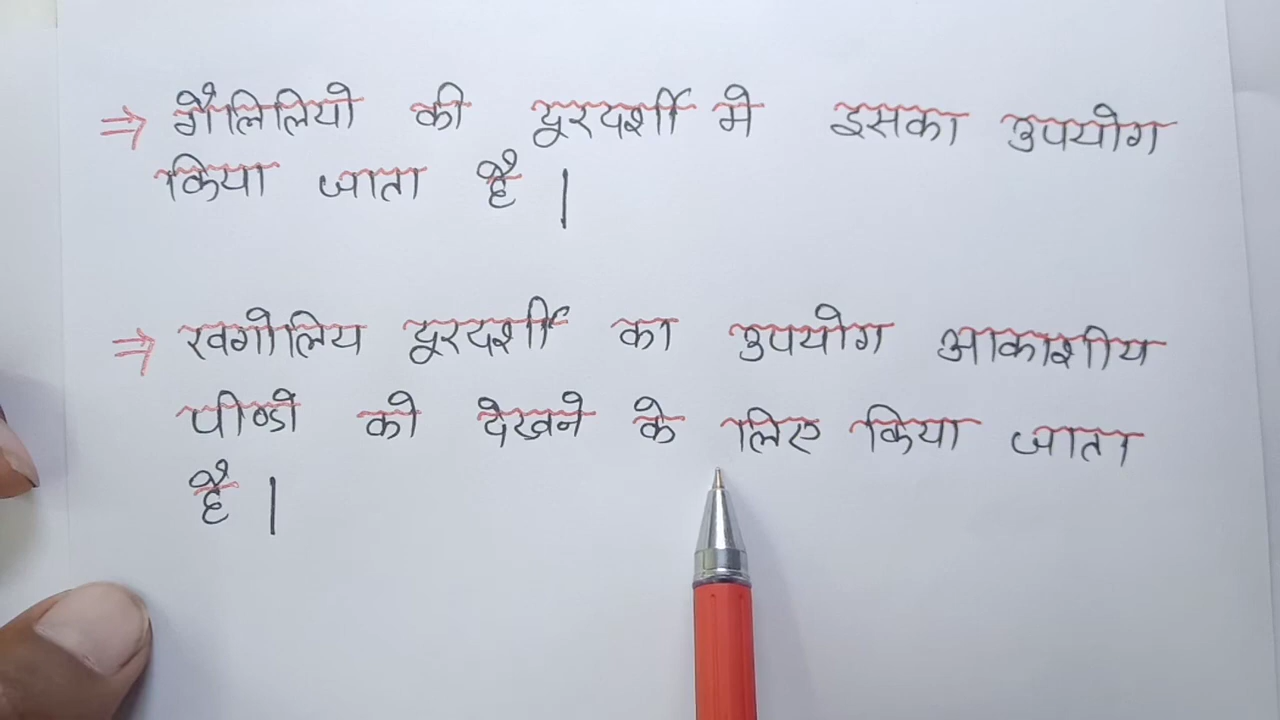 ⇒ गैलिलियो की दूरदर्शी मे इसका उपयोग
किया जाता है |
⇒ खगोलिय दूरदर्शी का उपयोग आकाशीय
पीण्डो को देखने के लिए किया जाता
है |